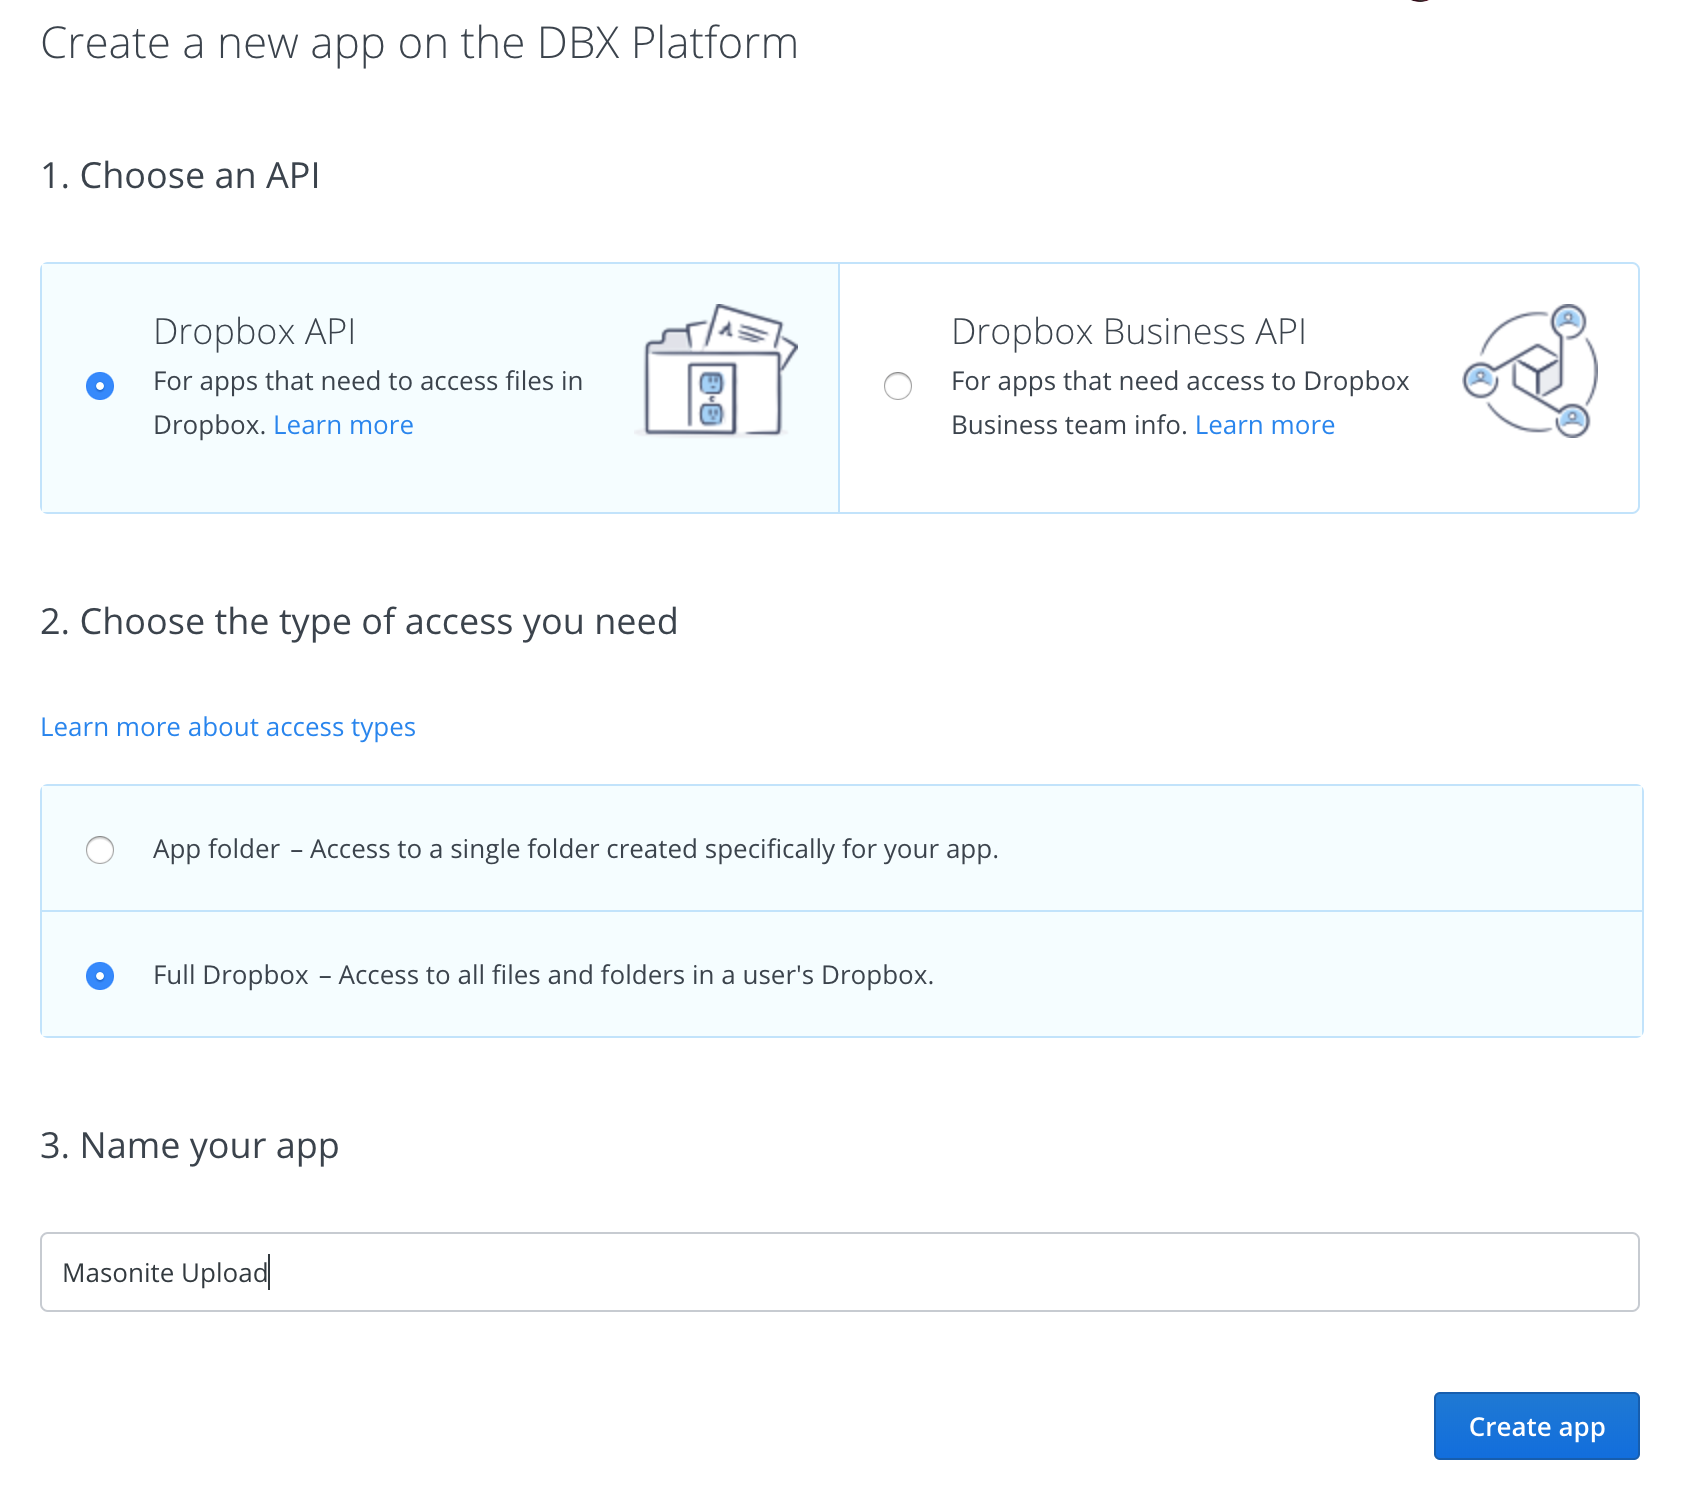 Create a new app on the DBX Platform
1. Choose an API
Dropbox API
For apps that need to access files in
Dropbox. Learn more
Dropbox Business API
For apps that need access to Dropbox
Business team info. Learn more
2. Choose the type of access you need
Learn more about access types
App folder – Access to a single folder created specifically for your app.
Full Dropbox – Access to all files and folders in a user's Dropbox.
3. Name your app
Masonite Upload
Create app